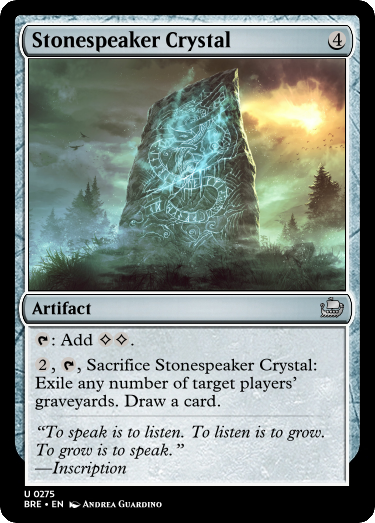 Stonespeaker Crystal 4
Artifact
: Add .
2, , Sacrifice Stonespeaker Crystal:
Exile any number of target players’
graveyards. Draw a card.
“To speak is to listen. To listen is to grow.
To grow is to speak.”
—Inscription
U 0275
BRE • EN Andrea Guardino